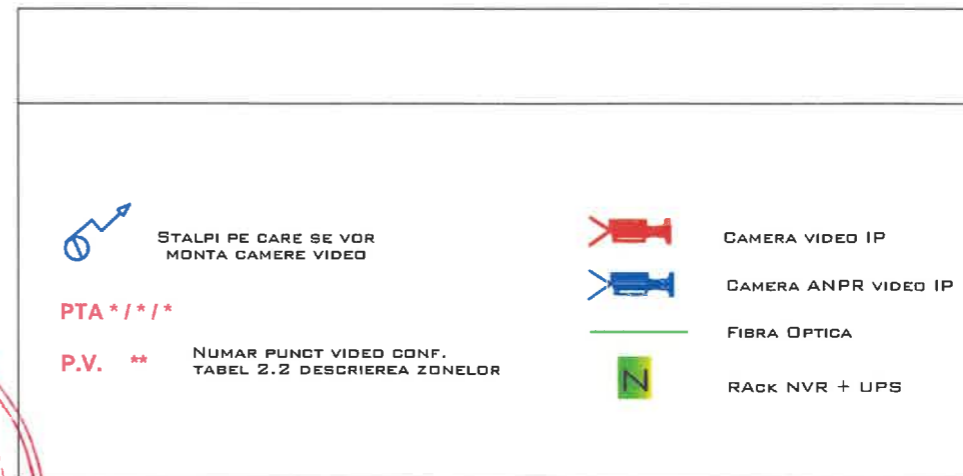 STALPI PE CARE SE VOR
MONTA CAMERE VIDEO
PTA */*/*
P.V. **
NUMAR PUNCT VIDEO CONF.
TABEL 2.2 DESCRIEREA ZONELOR
CAMERA VIDEO IP
CAMERA ANPR VIDEO IP
FIBRA OPTICA
N
RACK NVR + UPS